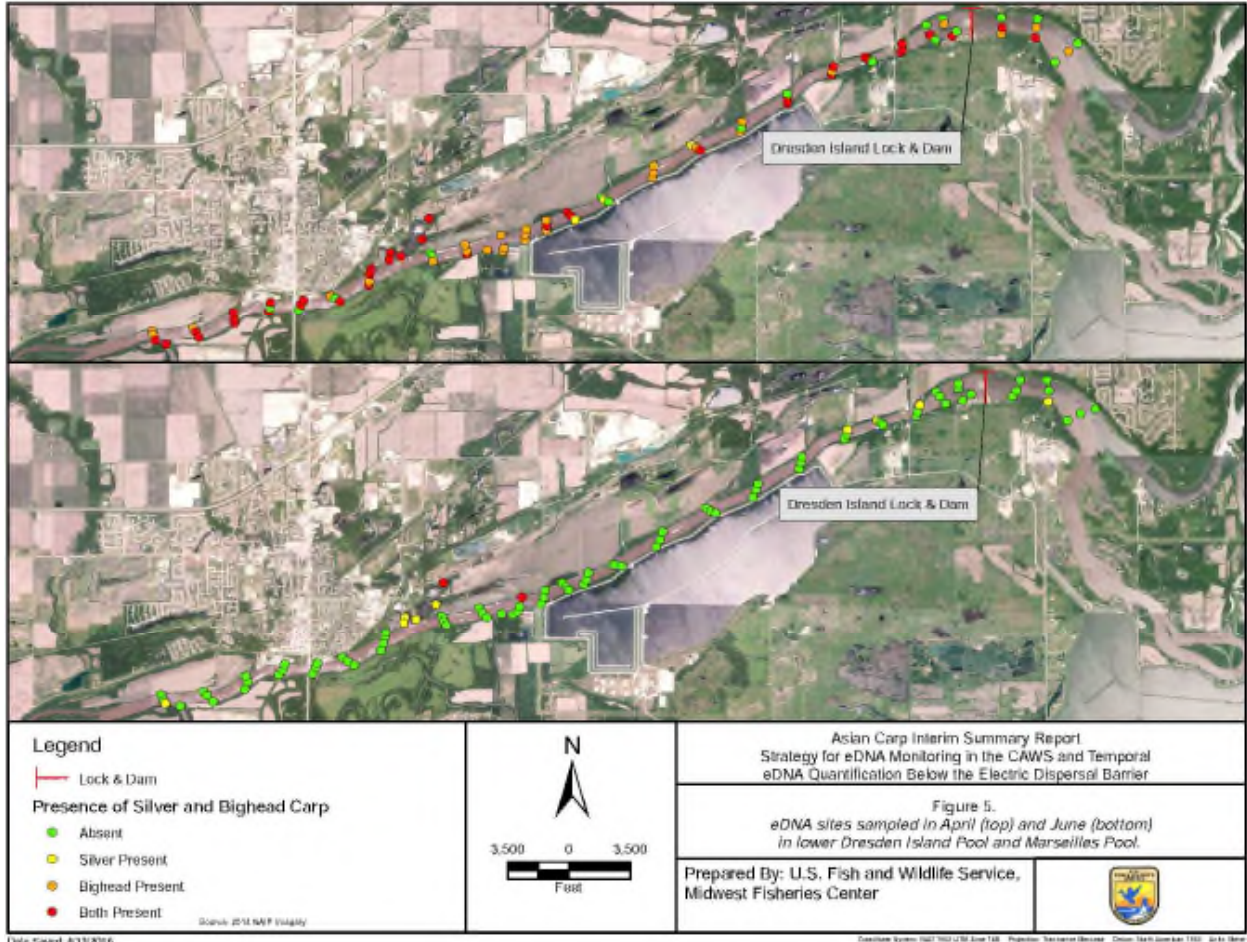 Dresden Island Lock & Dam
Dresden Island Lock & Dam
Legend
Lock & Dam
Presence of Silver and Bighead Carp
Absent
Silver Present
Bighead Present
Both Present
Source: 2014 NAIP Imagery
N
3,500 0 3,500
Feet
Asian Carp Interim Summary Report
Strategy for eDNA Monitoring in the CAWS and Temporal
eDNA Quantification Below the Electric Dispersal Barrier
Figure 5.
eDNA sites sampled in April (top) and June (bottom)
in lower Dresden Island Pool and Marseilles Pool.
Prepared By: U.S. Fish and Wildlife Service,
Midwest Fisheries Center